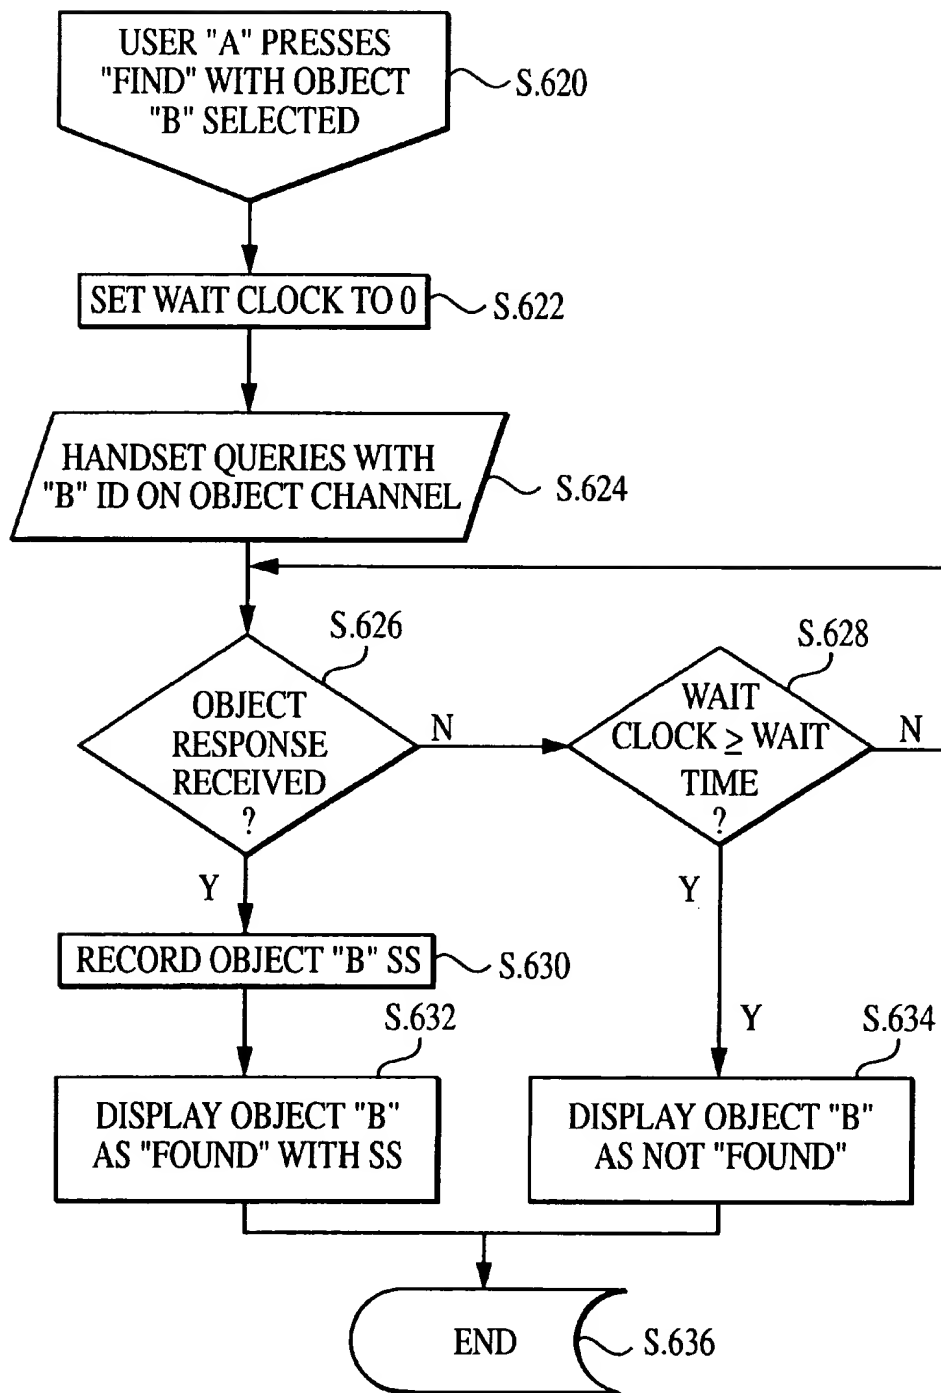 USER "A" PRESSES
"FIND" WITH OBJECT
"B" SELECTED
S.620
SET WAIT CLOCK TO 0
S.622
HANDSET QUERIES WITH
"B" ID ON OBJECT CHANNEL
S.624
S.626
OBJECT
RESPONSE
RECEIVED
?
N
Y
S.628
WAIT
CLOCK ≥ WAIT
TIME
?
N
Y
Y
RECORD OBJECT "B" SS
S.630
S.632
DISPLAY OBJECT "B"
AS "FOUND" WITH SS
S.634
DISPLAY OBJECT "B"
AS NOT "FOUND"
END
S.636